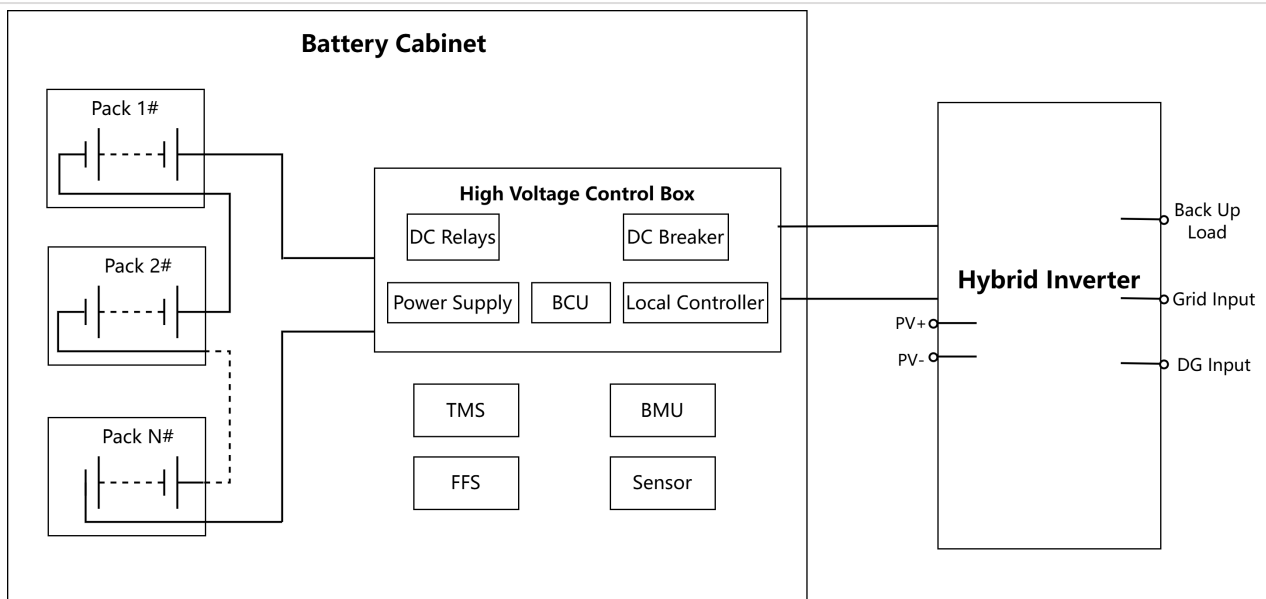 Battery Cabinet
Pack 1#
Pack 2#
Pack N#
High Voltage Control Box
DC Relays
DC Breaker
Power Supply
BCU
Local Controller
TMS
BMU
FFS
Sensor
Hybrid Inverter
PV+
PV-
Back Up
Load
Grid Input
DG Input